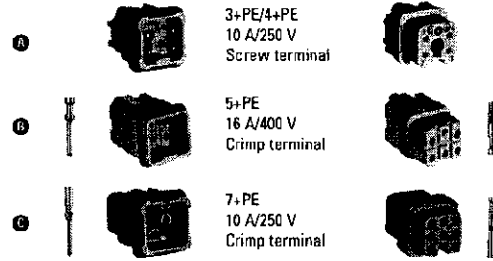 A
3+PE/4+PE
10 A/250 V
Screw terminal
B
5+PE
16 A/400 V
Crimp terminal
C
7+PE
10 A/250 V
Crimp terminal